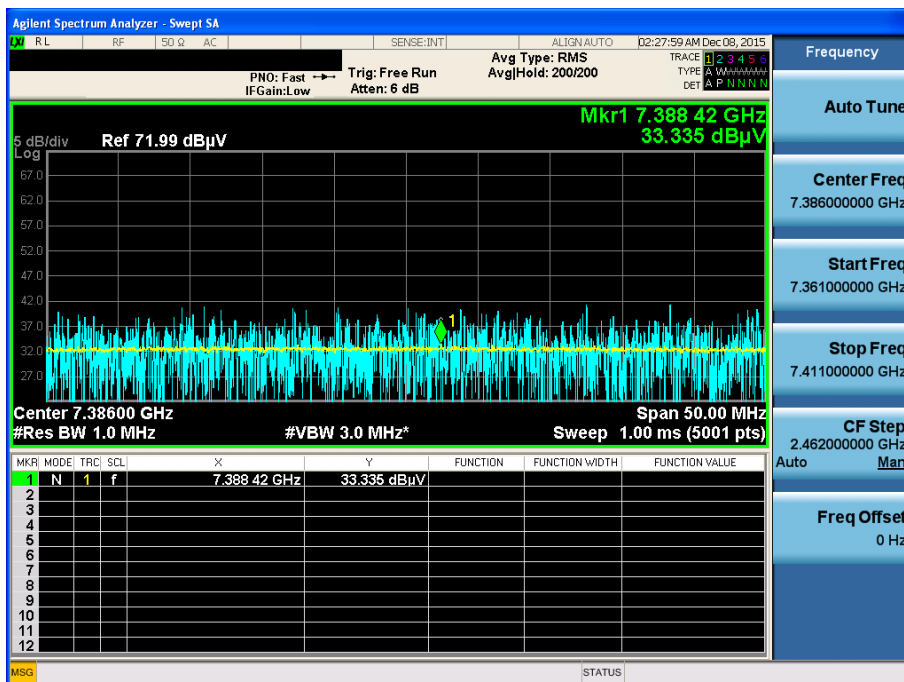 Agilent Spectrum Analyzer - Swept SA
LXI RL RF 50 Ω AC SENSE:INT ALIGN AUTO 02:27:59 AM Dec 08, 2015
PNO: Fast Trig: Free Run Avg Type: RMS TRACE 1 2 3 4 5 6
IFGain:Low Atten: 6 dB Avg|Hold: 200/200 TYPE A WWWWW
DET A P N N N N
Frequency
Mkr1 7.388 42 GHz
33.335 dBµV
5 dB/div Ref 71.99 dBµV
Log
67.0
62.0
57.0
52.0
47.0
42.0
37.0
32.0
27.0
1
Center 7.38600 GHz Span 50.00 MHz
#Res BW 1.0 MHz #VBW 3.0 MHz* Sweep 1.00 ms (5001 pts)
MKR MODE TRC SCL X Y FUNCTION FUNCTION WIDTH FUNCTION VALUE
1 N 1 f 7.388 42 GHz 33.335 dBµV
2
3
4
5
6
7
8
9
10
11
12
Auto Tune
Center Freq
7.386000000 GHz
Start Freq
7.361000000 GHz
Stop Freq
7.411000000 GHz
CF Step
2.462000000 GHz
Auto Man
Freq Offset
0 Hz
MSG STATUS